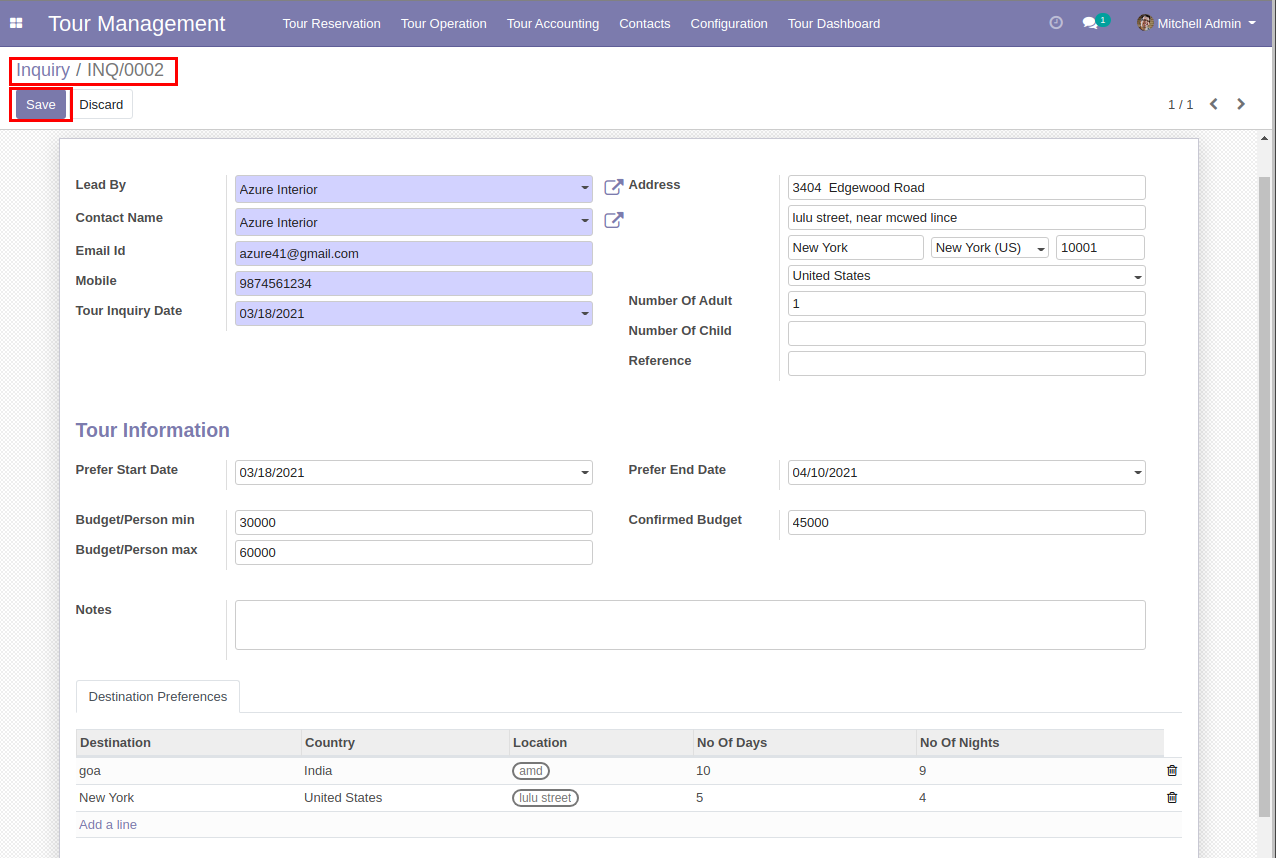 Tour Management Tour Reservation Tour Operation Tour Accounting Contacts Configuration Tour Dashboard 1 Mitchell Admin
Inquiry / INQ/0002
Save Discard 1 / 1
Lead By Azure Interior Address 3404  Edgewood Road
Contact Name Azure Interior lulu street, near mcwed lince
Email Id azure41@gmail.com New York New York (US) 10001
Mobile 9874561234 United States
Tour Inquiry Date 03/18/2021 Number Of Adult 1
Number Of Child
Reference
Tour Information
Prefer Start Date 03/18/2021 Prefer End Date 04/10/2021
Budget/Person min 30000 Confirmed Budget 45000
Budget/Person max 60000
Notes
Destination Preferences
Destination Country Location No Of Days No Of Nights
goa India amd 10 9
New York United States lulu street 5 4
Add a line